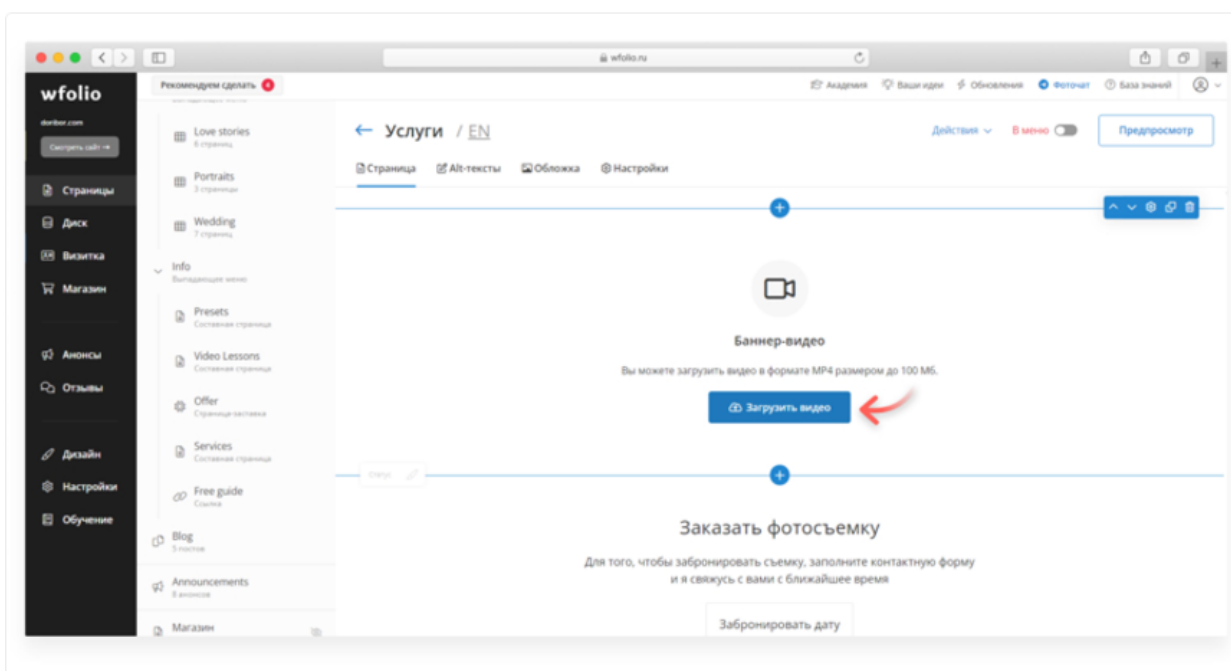 wfolio.ru
wfolio
Рекомендуем сделать
Академия
Ваши идеи
Обновления
Фоточат
База знаний
doriber.com
Смотреть сайт →
Страницы
Диск
Визитка
Магазин
Анонсы
Отзывы
Дизайн
Настройки
Обучение
Love stories
6 страниц
Portraits
3 страницы
Wedding
7 страниц
Info
Выпадающее меню
Presets
Составная страница
Video Lessons
Составная страница
Offer
Страница-заставка
Services
Составная страница
Free guide
Ссылка
Blog
5 постов
Announcements
8 анонсов
Магазин
← Услуги / EN
Действия
В меню
Предпросмотр
Страница
Alt-тексты
Обложка
Настройки
Баннер-видео
Вы можете загрузить видео в формате MP4 размером до 100 Мб.
Загрузить видео
Статус
Заказать фотосъемку
Для того, чтобы забронировать съемку, заполните контактную форму
и я свяжусь с вами с ближайшее время
Забронировать дату